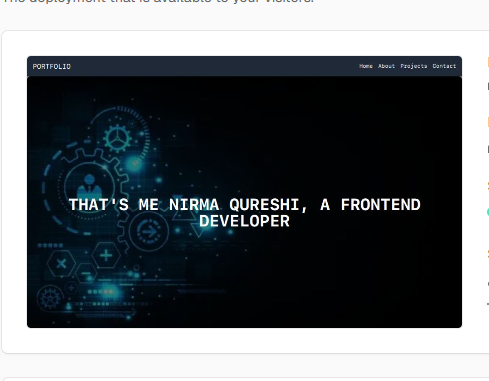 The deployment that is available to your visitors.
PORTFOLIO
Home About Projects Contact
THAT'S ME NIRMA QURESHI, A FRONTEND
DEVELOPER